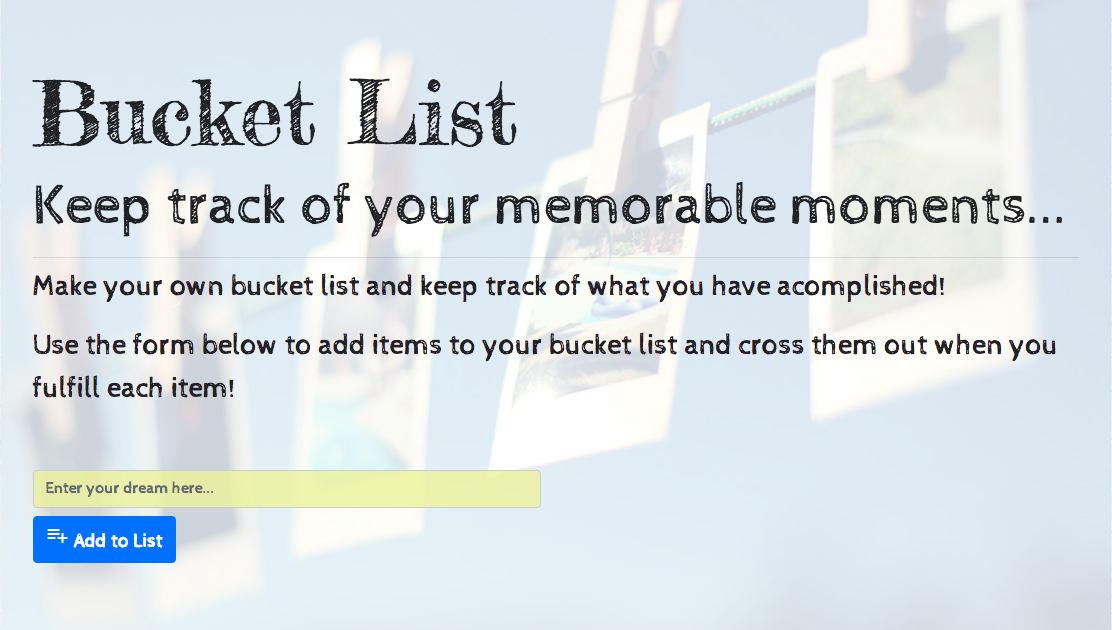 Bucket List
Keep track of your memorable moments...
Make your own bucket list and keep track of what you have acomplished!
Use the form below to add items to your bucket list and cross them out when you
fulfill each item!
Enter your dream here...
Add to List